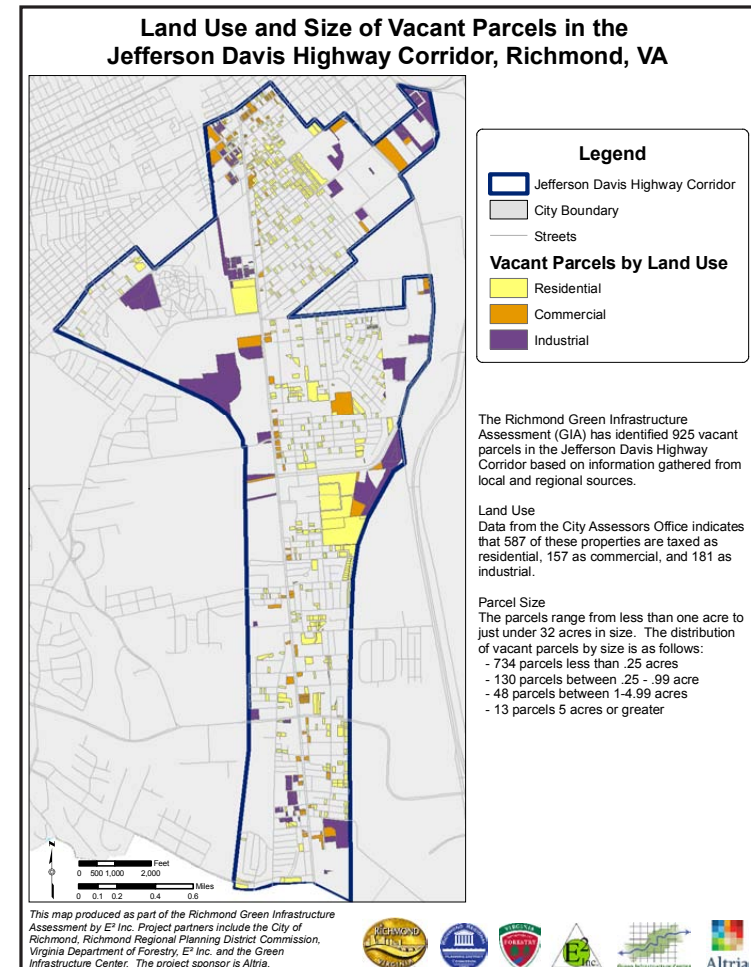 Land Use and Size of Vacant Parcels in the
Jefferson Davis Highway Corridor, Richmond, VA
Legend
Jefferson Davis Highway Corridor
City Boundary
Streets
Vacant Parcels by Land Use
Residential
Commercial
Industrial
The Richmond Green Infrastructure
Assessment (GIA) has identified 925 vacant
parcels in the Jefferson Davis Highway
Corridor based on information gathered from
local and regional sources.
Land Use
Data from the City Assessors Office indicates
that 587 of these properties are taxed as
residential, 157 as commercial, and 181 as
industrial.
Parcel Size
The parcels range from less than one acre to
just under 32 acres in size. The distribution
of vacant parcels by size is as follows:
- 734 parcels less than .25 acres
- 130 parcels between .25 - .99 acre
- 48 parcels between 1-4.99 acres
- 13 parcels 5 acres or greater
N
Feet
0 500 1,000 2,000
Miles
0 0.1 0.2 0.4 0.6
This map produced as part of the Richmond Green Infrastructure
Assessment by E² Inc. Project partners include the City of
Richmond, Richmond Regional Planning District Commission,
Virginia Department of Forestry, E² Inc. and the Green
Infrastructure Center. The project sponsor is Altria.
RICHMOND
VIRGINIA
FORESTRY
E²
Inc.
Altria